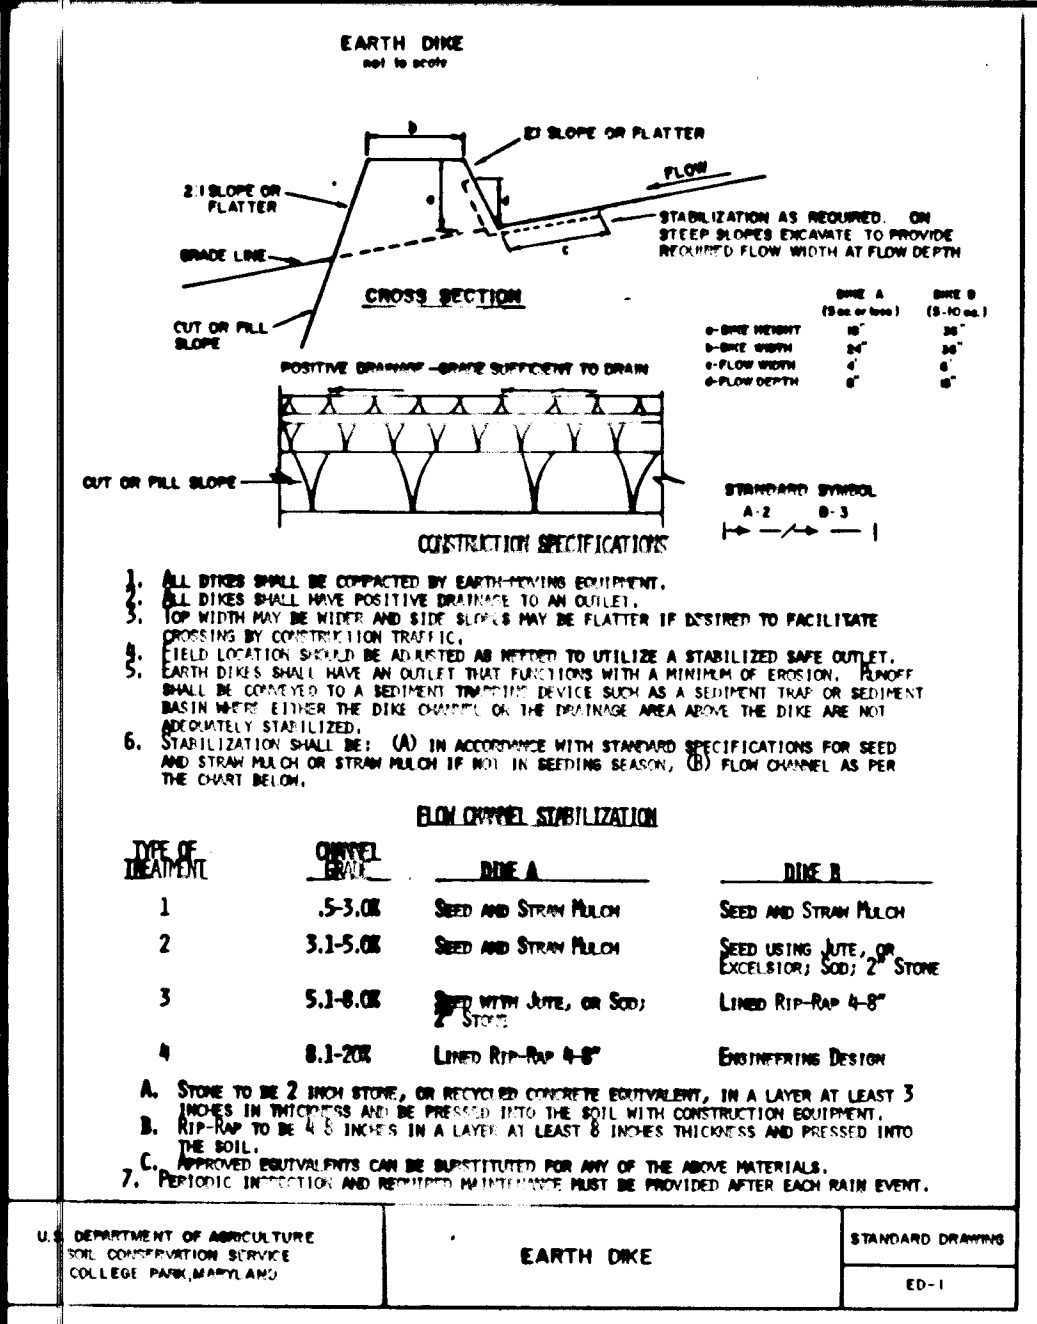 EARTH DIKE
not to scale
b
2:1 SLOPE OR FLATTER
FLOW
2:1 SLOPE OR
FLATTER
a
d
STABILIZATION AS REQUIRED. ON
STEEP SLOPES EXCAVATE TO PROVIDE
REQUIRED FLOW WIDTH AT FLOW DEPTH
c
GRADE LINE
CROSS SECTION
CUT OR FILL
SLOPE
DIKE A DIKE B
(5 ac. or less) (5-10 ac.)
a-DIKE HEIGHT 18" 36"
b-DIKE WIDTH 24" 36"
c-FLOW WIDTH 4' 6'
d-FLOW DEPTH 8" 15"
POSITIVE DRAINAGE-GRADE SUFFICIENT TO DRAIN
CUT OR FILL SLOPE
STANDARD SYMBOL
A-2 B-3
CONSTRUCTION SPECIFICATIONS
1. ALL DIKES SHALL BE COMPACTED BY EARTH-MOVING EQUIPMENT.
2. ALL DIKES SHALL HAVE POSITIVE DRAINAGE TO AN OUTLET.
3. TOP WIDTH MAY BE WIDER AND SIDE SLOPES MAY BE FLATTER IF DESIRED TO FACILITATE
CROSSING BY CONSTRUCTION TRAFFIC.
4. FIELD LOCATION SHOULD BE ADJUSTED AS NEEDED TO UTILIZE A STABILIZED SAFE OUTLET.
5. EARTH DIKES SHALL HAVE AN OUTLET THAT FUNCTIONS WITH A MINIMUM OF EROSION. RUNOFF
SHALL BE CONVEYED TO A SEDIMENT TRAPPING DEVICE SUCH AS A SEDIMENT TRAP OR SEDIMENT
BASIN WHERE EITHER THE DIKE CHANNEL OR THE DRAINAGE AREA ABOVE THE DIKE ARE NOT
ADEQUATELY STABILIZED.
6. STABILIZATION SHALL BE: (A) IN ACCORDANCE WITH STANDARD SPECIFICATIONS FOR SEED
AND STRAW MULCH OR STRAW MULCH IF NOT IN SEEDING SEASON, (B) FLOW CHANNEL AS PER
THE CHART BELOW.
FLOW CHANNEL STABILIZATION
TYPE OF CHANNEL
TREATMENT GRADE DIKE A DIKE B
1 .5-3.0% SEED AND STRAW MULCH SEED AND STRAW MULCH
2 3.1-5.0% SEED AND STRAW MULCH SEED USING JUTE, OR
EXCELSIOR; SOD; 2" STONE
3 5.1-8.0% SEED WITH JUTE, OR SOD; LINED RIP-RAP 4-8"
2" STONE
4 8.1-20% LINED RIP-RAP 4-8" ENGINEERING DESIGN
A. STONE TO BE 2 INCH STONE, OR RECYCLED CONCRETE EQUIVALENT, IN A LAYER AT LEAST 3
INCHES IN THICKNESS AND BE PRESSED INTO THE SOIL WITH CONSTRUCTION EQUIPMENT.
B. RIP-RAP TO BE 4-8 INCHES IN A LAYER AT LEAST 8 INCHES THICKNESS AND PRESSED INTO
THE SOIL.
C. APPROVED EQUIVALENTS CAN BE SUBSTITUTED FOR ANY OF THE ABOVE MATERIALS.
7. PERIODIC INSPECTION AND REQUIRED MAINTENANCE MUST BE PROVIDED AFTER EACH RAIN EVENT.
U.S. DEPARTMENT OF AGRICULTURE
SOIL CONSERVATION SERVICE
COLLEGE PARK, MARYLAND
EARTH DIKE
STANDARD DRAWING
ED-1